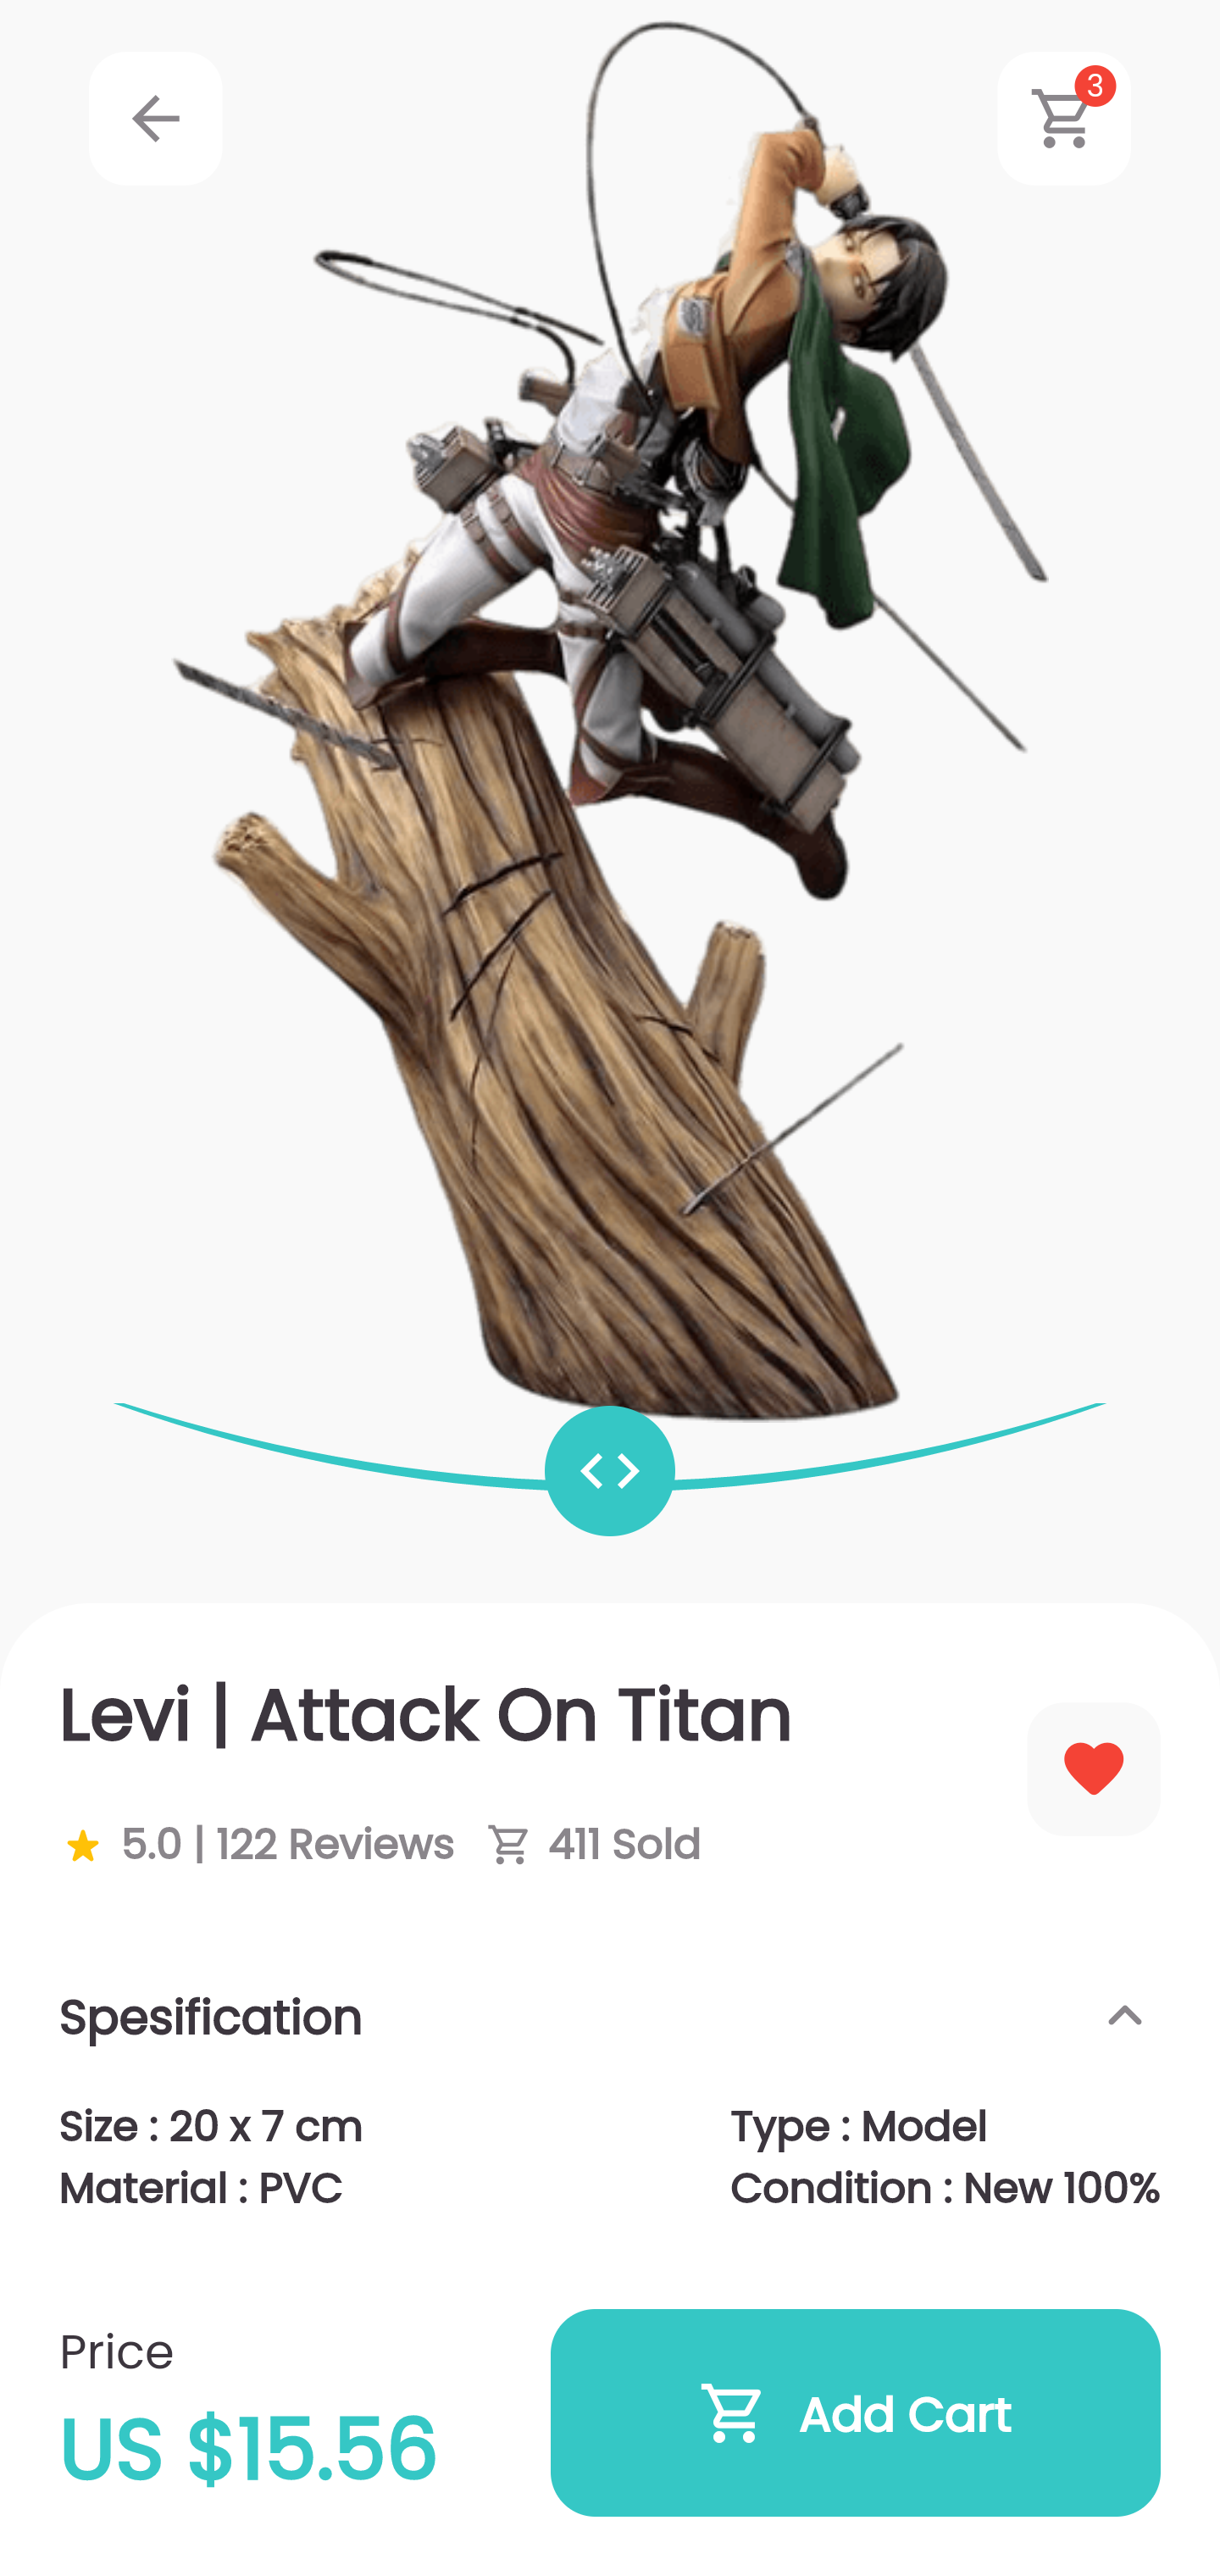 3
Levi | Attack On Titan
5.0 | 122 Reviews 411 Sold
Spesification
Size : 20 x 7 cm
Type : Model
Material : PVC
Condition : New 100%
Price
US $15.56
Add Cart